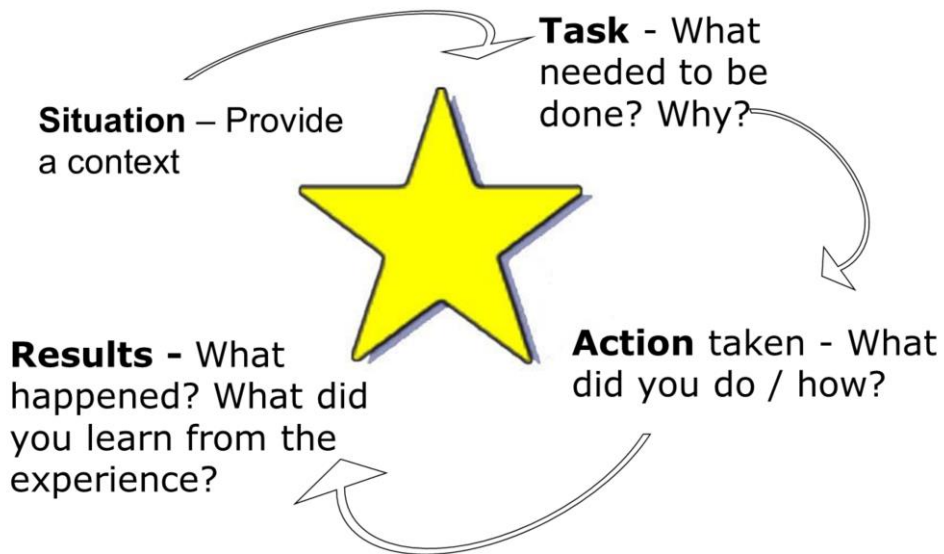 Situation – Provide
a context
Task - What
needed to be
done? Why?
Action taken - What
did you do / how?
Results - What
happened? What did
you learn from the
experience?